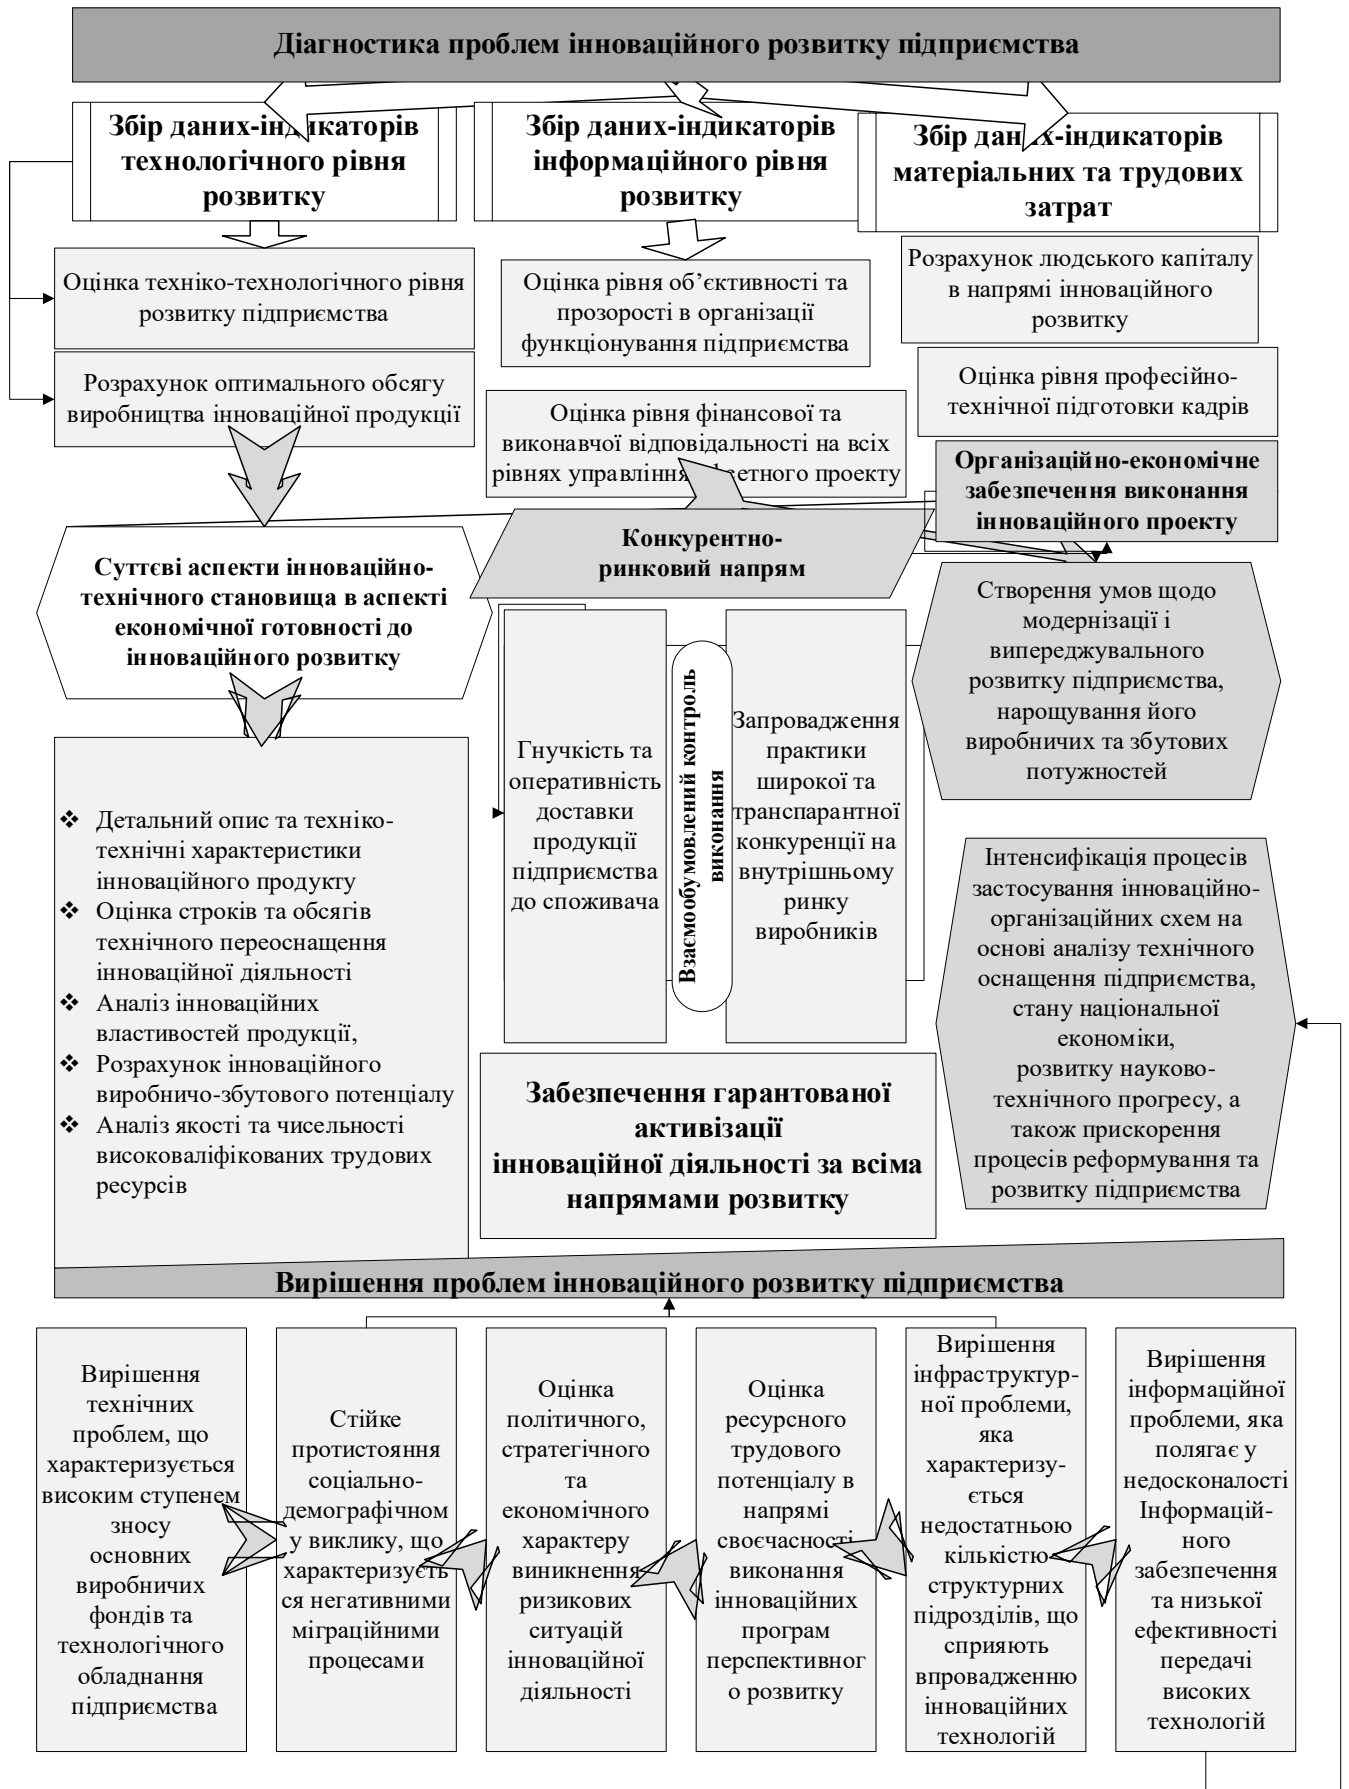 Діагностика проблем інноваційного розвитку підприємства
Збір даних-індикаторів
технологічного рівня
розвитку
Збір даних-індикаторів
інформаційного рівня
розвитку
Збір даних-індикаторів
матеріальних та трудових
затрат
Оцінка техніко-технологічного рівня
розвитку підприємства
Розрахунок оптимального обсягу
виробництва інноваційної продукції
Оцінка рівня об’єктивності та
прозорості в організації
функціонування підприємства
Оцінка рівня фінансової та
виконавчої відповідальності на всіх
рівнях управління проекту
Розрахунок людського капіталу
в напрямі інноваційного
розвитку
Оцінка рівня професійно-
технічної підготовки кадрів
Організаційно-економічне
забезпечення виконання
інноваційного проекту
Суттєві аспекти інноваційно-
технічного становища в аспекті
економічної готовності до
інноваційного розвитку
Конкурентно-
ринковий напрям
Створення умов щодо
модернізації і
випереджувального
розвитку підприємства,
нарощування його
виробничих та збутових
потужностей
Гнучкість та
оперативність
доставки
продукції
підприємства
до споживача
Взаємообумовлений контроль
виконання
Запровадження
практики
широкої та
транспарантної
конкуренції на
внутрішньому
ринку
виробників
❖ Детальний опис та техніко-
технічні характеристики
інноваційного продукту
❖ Оцінка строків та обсягів
технічного переоснащення
інноваційної діяльності
❖ Аналіз інноваційних
властивостей продукції,
❖ Розрахунок інноваційного
виробничо-збутового потенціалу
❖ Аналіз якості та чисельності
високваліфікованих трудових
ресурсів
Інтенсифікація процесів
застосування інноваційно-
організаційних схем на
основі аналізу технічного
оснащення підприємства,
стану національної
економіки,
розвитку науково-
технічного прогресу, а
також прискорення
процесів реформування та
розвитку підприємства
Забезпечення гарантованої
активізації
інноваційної діяльності за всіма
напрямами розвитку
Вирішення проблем інноваційного розвитку підприємства
Вирішення
технічних
проблем, що
характеризується
високим ступенем
зносу
основних
виробничих
фондів та
технологічного
обладнання
підприємства
Стійке
протистояння
соціально-
демографічном
у виклику, що
характеризуєть
ся негативними
міграційними
процесами
Оцінка
політичного,
стратегічного
та
економічного
характеру
виникнення
ризикових
ситуацій
інноваційної
діяльності
Оцінка
ресурсного
трудового
потенціалу в
напрямі
своєчасності
виконання
інноваційних
програм
перспективног
о розвитку
Вирішення
інфраструктур-
ної проблеми,
яка
характеризу-
ється
недостатньою
кількістю
структурних
підрозділів, що
сприяють
впровадженню
інноваційних
технологій
Вирішення
інформаційної
проблеми, яка
полягає у
недосконалості
Інформацій-
ного
забезпечення
та низької
ефективності
передачі
високих
технологій